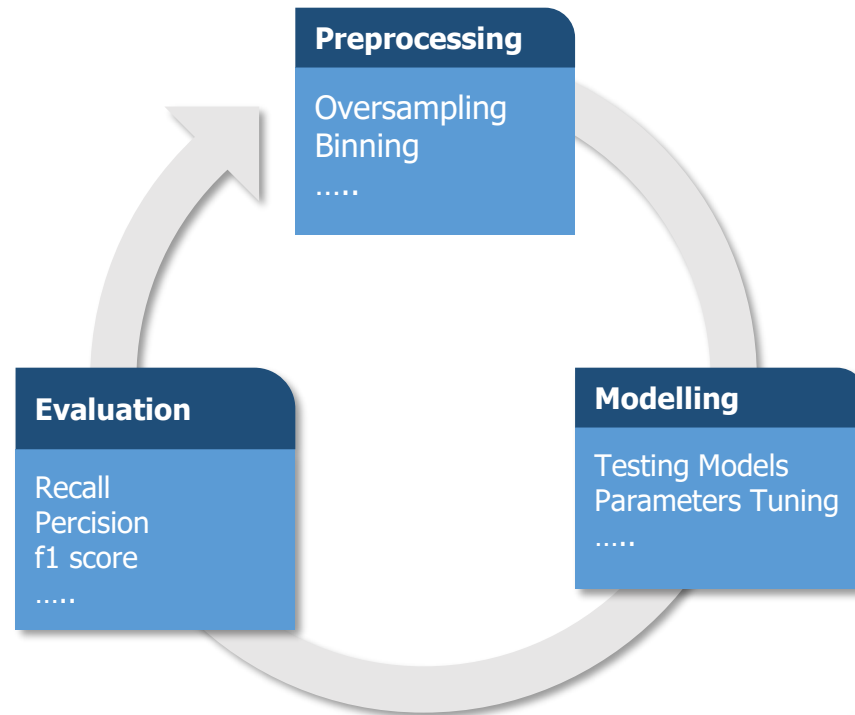 Preprocessing
Oversampling
Binning
.....
Modelling
Testing Models
Parameters Tuning
.....
Evaluation
Recall
Percision
f1 score
.....